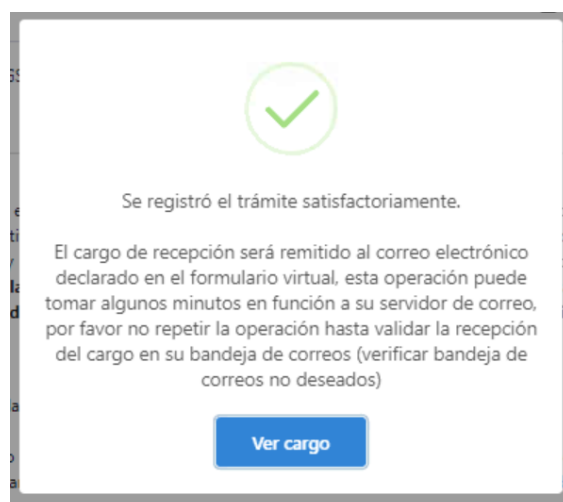 Se registró el trámite satisfactoriamente.
El cargo de recepción será remitido al correo electrónico
declarado en el formulario virtual, esta operación puede
tomar algunos minutos en función a su servidor de correo,
por favor no repetir la operación hasta validar la recepción
del cargo en su bandeja de correos (verificar bandeja de
correos no deseados)
Ver cargo